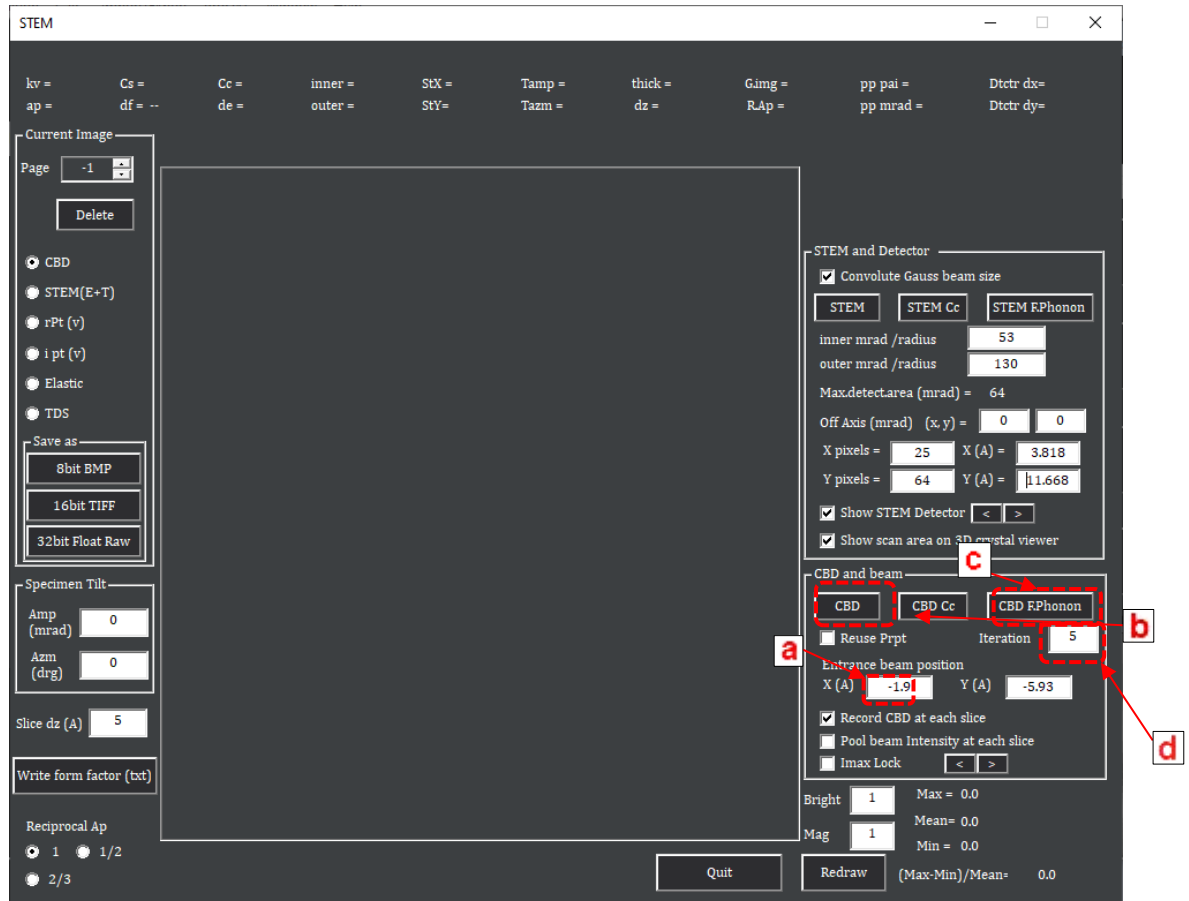 STEM
kv = Cs = Cc = inner = StX = Tamp = thick = G.img = pp pai = Dtctr dx=
ap = df = -- de = outer = StY= Tazm = dz = R.Ap = pp mrad = Dtctr dy=
Current Image
Page -1
Delete
CBD
STEM(E+T)
rPt (v)
i pt (v)
Elastic
TDS
Save as
8bit BMP
16bit TIFF
32bit Float Raw
Specimen Tilt
Amp (mrad) 0
Azm (drg) 0
Slice dz (A) 5
Write form factor (txt)
Reciprocal Ap
1 1/2
2/3
STEM and Detector
Convolute Gauss beam size
STEM STEM Cc STEM F.Phonon
inner mrad /radius 53
outer mrad /radius 130
Max.detect.area (mrad) = 64
Off Axis (mrad) (x, y) = 0 0
X pixels = 25 X (A) = 3.818
Y pixels = 64 Y (A) = 11.668
Show STEM Detector < >
Show scan area on 3D crystal viewer
c
CBD and beam
CBD CBD Cc CBD F.Phonon
b
Reuse Prpt Iteration 5
a
Entrance beam position
X (A) -1.9 Y (A) -5.93
Record CBD at each slice
d
Pool beam Intensity at each slice
Imax Lock < >
Bright 1 Max = 0.0
Mean= 0.0
Mag 1
Min = 0.0
Quit Redraw (Max-Min)/Mean= 0.0